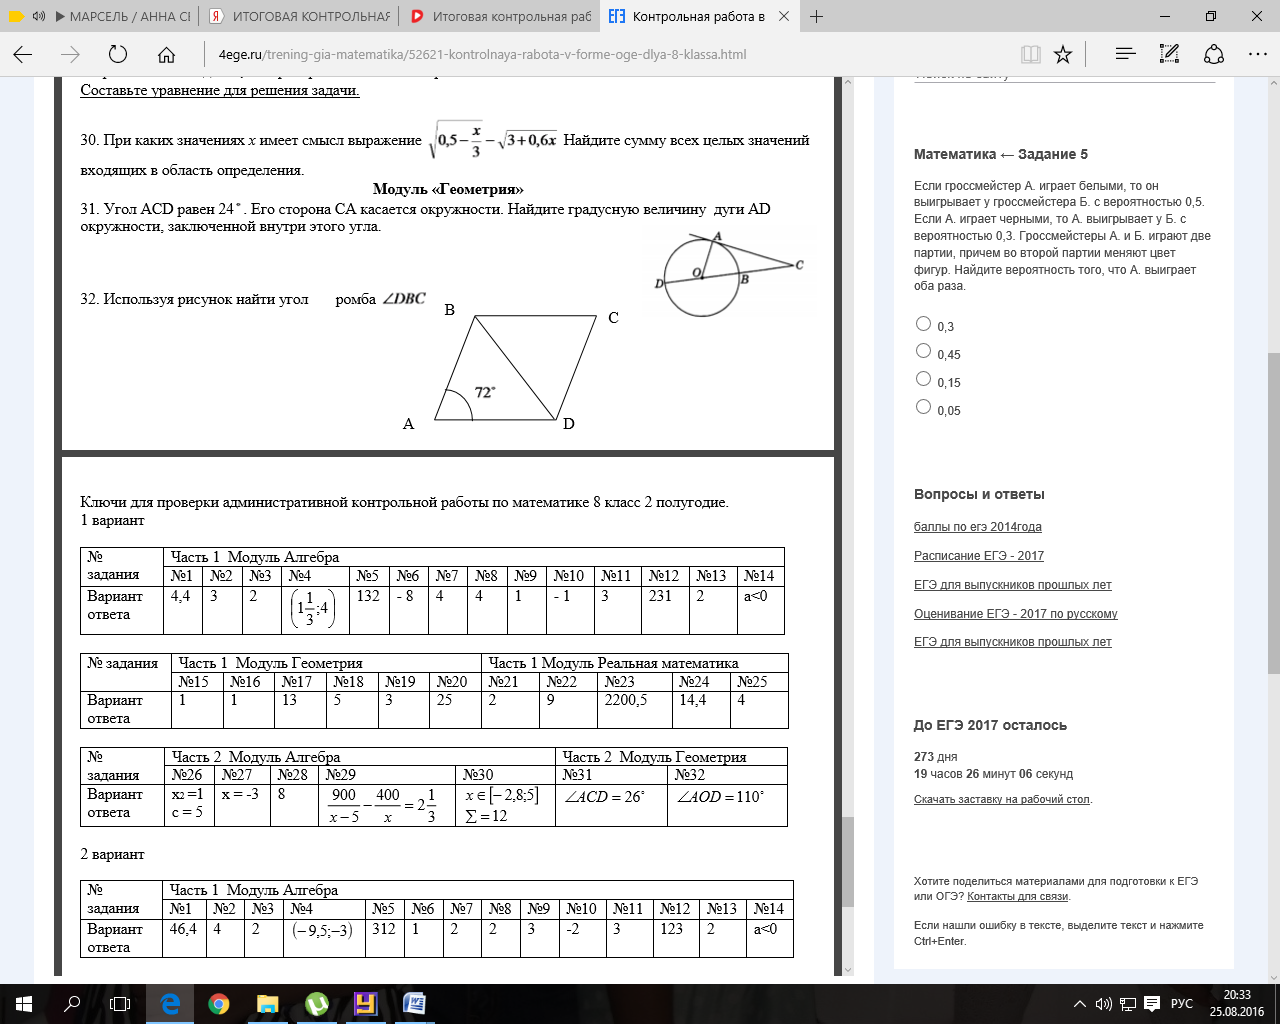 МАРСЕЛЬ / АННА СЕ
ИТОГОВАЯ КОНТРОЛЬНАЯ
Итоговая контрольная раб
Контрольная работа в
4ege.ru/trening-gia-matematika/52621-kontrolnaya-rabota-v-forme-oge-dlya-8-klassa.html
Составьте уравнение для решения задачи.
30. При каких значениях x имеет смысл выражение √(0,5 − x/3) − √(3+0,6x) Найдите сумму всех целых значений
входящих в область определения.
Модуль «Геометрия»
31. Угол ACD равен 24˚. Его сторона CA касается окружности. Найдите градусную величину дуги AD
окружности, заключенной внутри этого угла.
A
O
C
D
B
32. Используя рисунок найти угол ромба ∠DBC
B
C
72˚
A
D
Ключи для проверки административной контрольной работы по математике 8 класс 2 полугодие.
1 вариант
№ задания Часть 1 Модуль Алгебра
№1 №2 №3 №4 №5 №6 №7 №8 №9 №10 №11 №12 №13 №14
Вариант ответа 4,4 3 2 (1 1/3;4) 132 - 8 4 4 1 - 1 3 231 2 a<0
№ задания Часть 1 Модуль Геометрия Часть 1 Модуль Реальная математика
№15 №16 №17 №18 №19 №20 №21 №22 №23 №24 №25
Вариант ответа 1 1 13 5 3 25 2 9 2200,5 14,4 4
№ задания Часть 2 Модуль Алгебра Часть 2 Модуль Геометрия
№26 №27 №28 №29 №30 №31 №32
Вариант ответа x2 =1 x = -3 8 900/(x−5) − 400/x = 2 1/3 x∈[−2,8;5] ∠ACD = 26˚ ∠AOD = 110˚
c = 5 ∑ = 12
2 вариант
№ задания Часть 1 Модуль Алгебра
№1 №2 №3 №4 №5 №6 №7 №8 №9 №10 №11 №12 №13 №14
Вариант ответа 46,4 4 2 (−9,5;−3) 312 1 2 2 3 -2 3 123 2 a<0
Математика ← Задание 5
Если гроссмейстер А. играет белыми, то он
выигрывает у гроссмейстера Б. с вероятностью 0,5.
Если А. играет черными, то А. выигрывает у Б. с
вероятностью 0,3. Гроссмейстеры А. и Б. играют две
партии, причем во второй партии меняют цвет
фигур. Найдите вероятность того, что А. выиграет
оба раза.
0,3
0,45
0,15
0,05
Вопросы и ответы
баллы по егэ 2014года
Расписание ЕГЭ - 2017
ЕГЭ для выпускников прошлых лет
Оценивание ЕГЭ - 2017 по русскому
ЕГЭ для выпускников прошлых лет
До ЕГЭ 2017 осталось
273 дня
19 часов 26 минут 06 секунд
Скачать заставку на рабочий стол.
Хотите поделиться материалами для подготовки к ЕГЭ
или ОГЭ? Контакты для связи.
Если нашли ошибку в тексте, выделите текст и нажмите
Ctrl+Enter.
РУС
20:33
25.08.2016